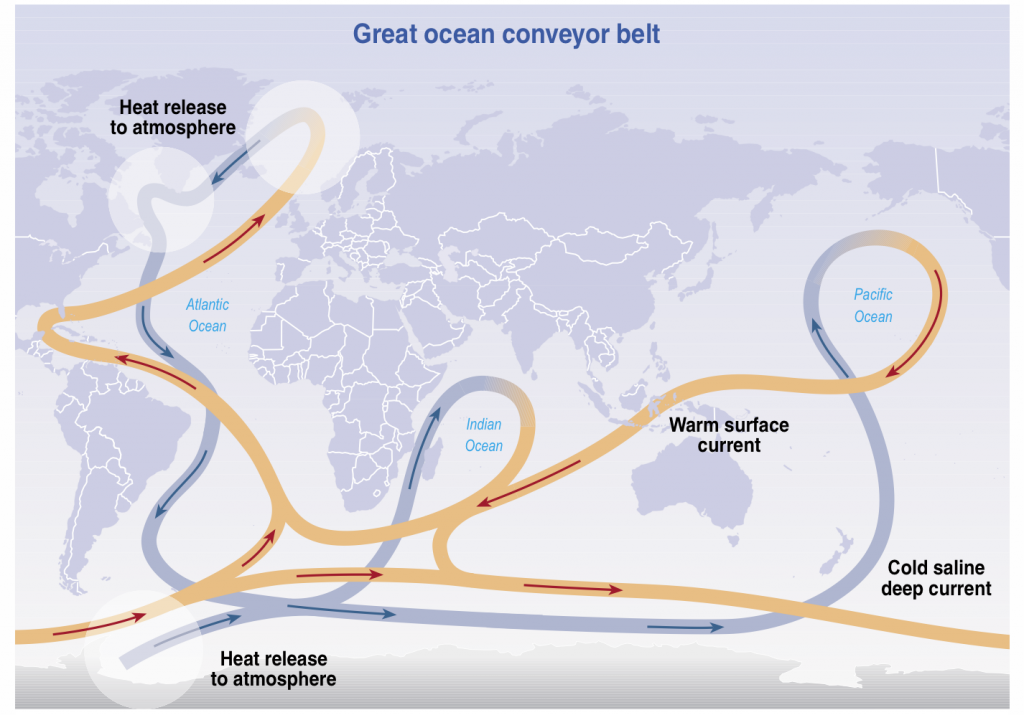 Great ocean conveyor belt
Heat release
to atmosphere
Atlantic
Ocean
Pacific
Ocean
Indian
Ocean
Warm surface
current
Cold saline
deep current
Heat release
to atmosphere